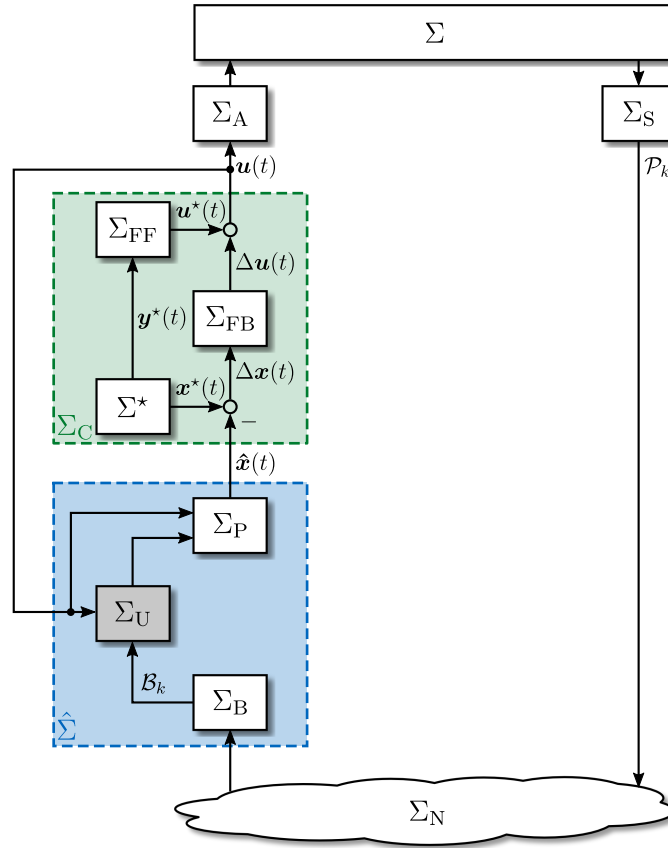 Σ
Σ_A
Σ_S
u(t)
𝒫_k
Σ_FF
u*(t)
Δu(t)
y*(t)
Σ_FB
Δx(t)
x*(t)
Σ*
Σ_C
−
x̂(t)
Σ_P
Σ_U
ℬ_k
Σ_B
Σ̂
Σ_N